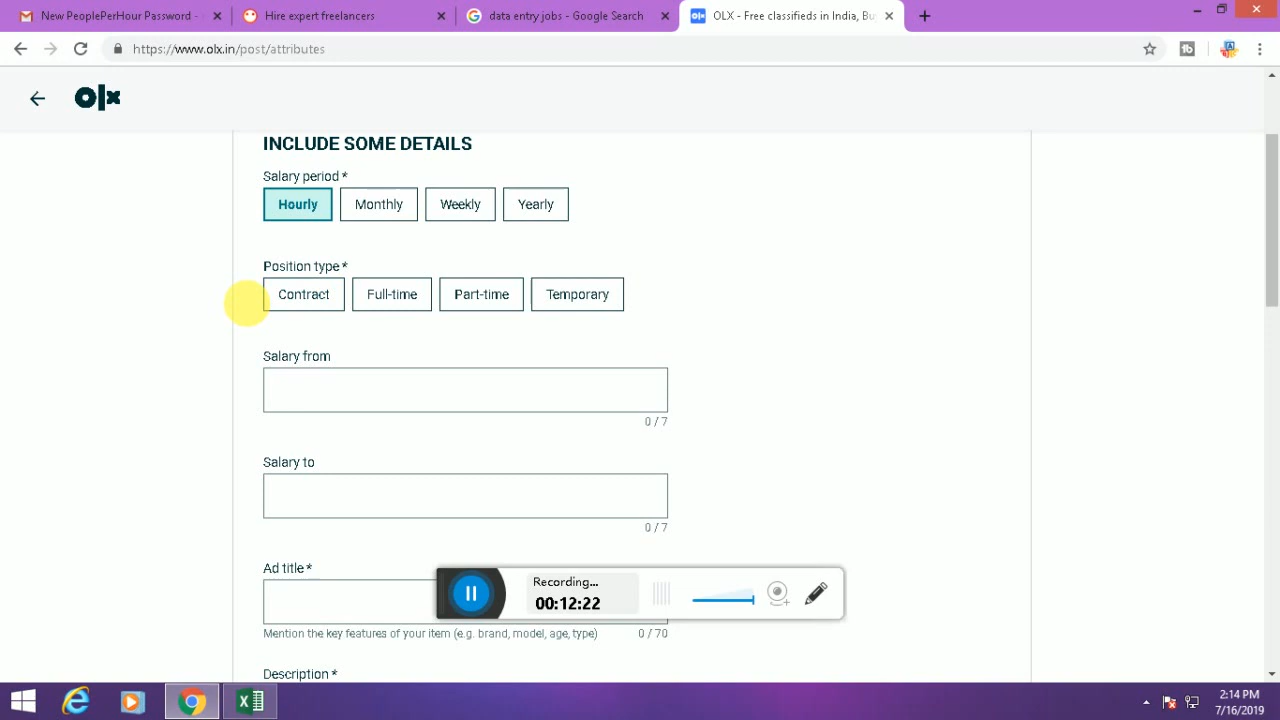 New PeoplePerHour Password -
Hire expert freelancers
data entry jobs - Google Search
OLX - Free classifieds in India, Bu
https://www.olx.in/post/attributes
olx
INCLUDE SOME DETAILS
Salary period *
Hourly Monthly Weekly Yearly
Position type *
Contract Full-time Part-time Temporary
Salary from
0 / 7
Salary to
0 / 7
Ad title *
Recording...
00:12:22
Mention the key features of your item (e.g. brand, model, age, type) 0 / 70
Description *
2:14 PM
7/16/2019